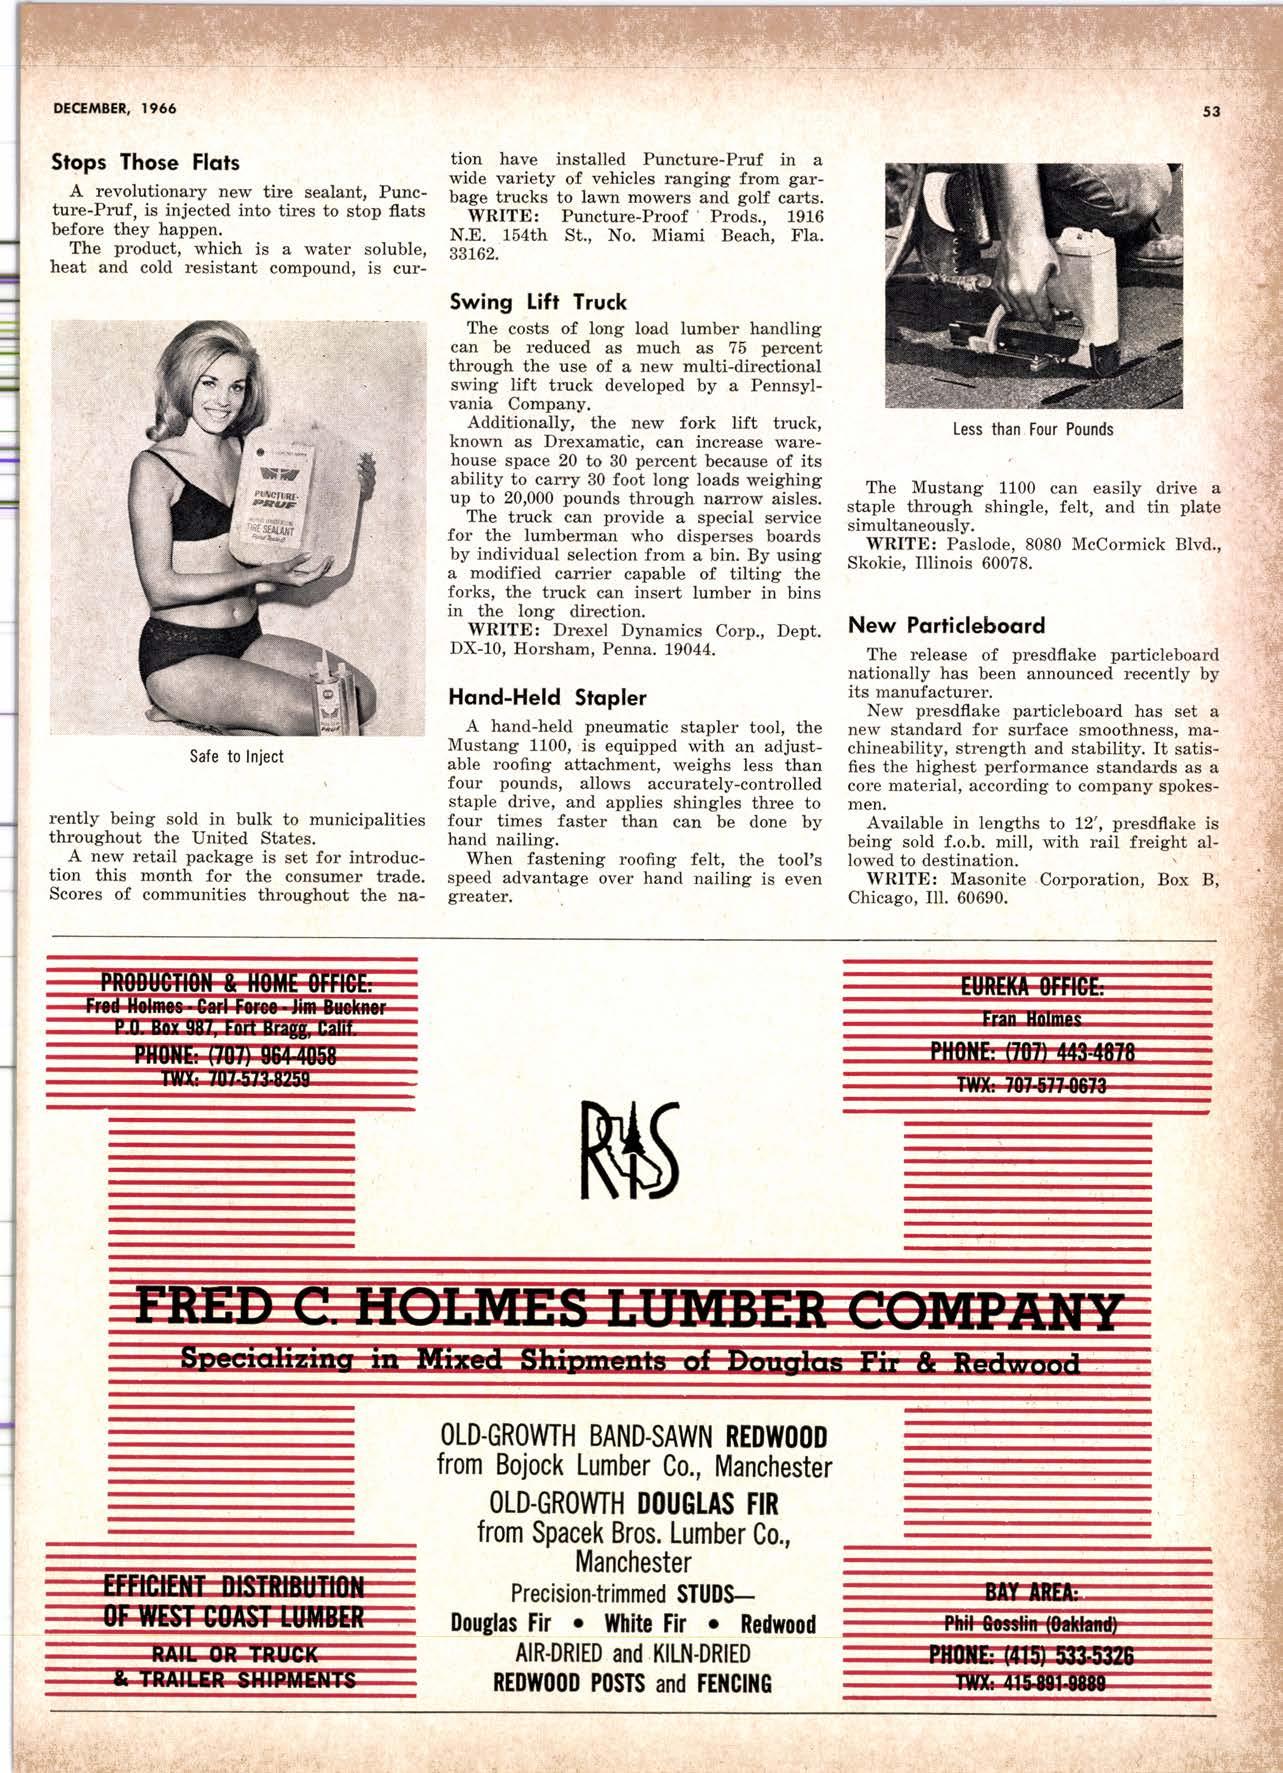 DECEMBER, 1966
53
Stops Those Flats
A revolutionary new tire sealant, Punc-
ture-Pruf, is injected into tires to stop flats
before they happen.
The product, which is a water soluble,
heat and cold resistant compound, is cur-
PUNCTURE-
PRUF
TIRE SEALANT
Safe to Inject
rently being sold in bulk to municipalities
throughout the United States.
A new retail package is set for introduc-
tion this month for the consumer trade.
Scores of communities throughout the na-
tion have installed Puncture-Pruf in a
wide variety of vehicles ranging from gar-
bage trucks to lawn mowers and golf carts.
WRITE: Puncture-Proof Prods., 1916
N.E. 154th St., No. Miami Beach, Fla.
33162.
Swing Lift Truck
The costs of long load lumber handling
can be reduced as much as 75 percent
through the use of a new multi-directional
swing lift truck developed by a Pennsyl-
vania Company.
Additionally, the new fork lift truck,
known as Drexamatic, can increase ware-
house space 20 to 30 percent because of its
ability to carry 30 foot long loads weighing
up to 20,000 pounds through narrow aisles.
The truck can provide a special service
for the lumberman who disperses boards
by individual selection from a bin. By using
a modified carrier capable of tilting the
forks, the truck can insert lumber in bins
in the long direction.
WRITE: Drexel Dynamics Corp., Dept.
DX-10, Horsham, Penna. 19044.
Hand-Held Stapler
A hand-held pneumatic stapler tool, the
Mustang 1100, is equipped with an adjust-
able roofing attachment, weighs less than
four pounds, allows accurately-controlled
staple drive, and applies shingles three to
four times faster than can be done by
hand nailing.
When fastening roofing felt, the tool's
speed advantage over hand nailing is even
greater.
Less than Four Pounds
The Mustang 1100 can easily drive a
staple through shingle, felt, and tin plate
simultaneously.
WRITE: Paslode, 8080 McCormick Blvd.,
Skokie, Illinois 60078.
New Particleboard
The release of presdflake particleboard
nationally has been announced recently by
its manufacturer.
New presdflake particleboard has set a
new standard for surface smoothness, ma-
chineability, strength and stability. It satis-
fies the highest performance standards as a
core material, according to company spokes-
men.
Available in lengths to 12', presdflake is
being sold f.o.b. mill, with rail freight al-
lowed to destination.
WRITE: Masonite Corporation, Box B,
Chicago, Ill. 60690.
PRODUCTION & HOME OFFICE:
Fred Holmes - Carl Force - Jim Buckner
P.O. Box 987, Fort Bragg, Calif.
PHONE: (707) 964-4058
TWX: 707-573-8259
EUREKA OFFICE:
Fran Holmes
PHONE: (707) 443-4878
TWX: 707-577-0673
RIS
FRED C. HOLMES LUMBER COMPANY
Specializing in Mixed Shipments of Douglas Fir & Redwood
OLD-GROWTH BAND-SAWN REDWOOD
from Bojock Lumber Co., Manchester
OLD-GROWTH DOUGLAS FIR
from Spacek Bros. Lumber Co.,
Manchester
Precision-trimmed STUDS—
Douglas Fir • White Fir • Redwood
AIR-DRIED and KILN-DRIED
REDWOOD POSTS and FENCING
EFFICIENT DISTRIBUTION
OF WEST COAST LUMBER
RAIL OR TRUCK
& TRAILER SHIPMENTS
BAY AREA:
Phil Gosslin (Oakland)
PHONE: (415) 533-5326
TWX: 415-891-9889